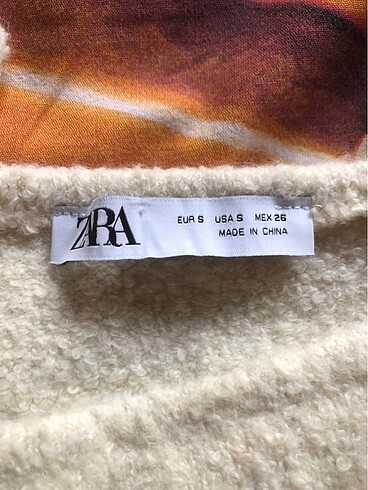 ZARA
EUR S USA S MEX 26
MADE IN CHINA